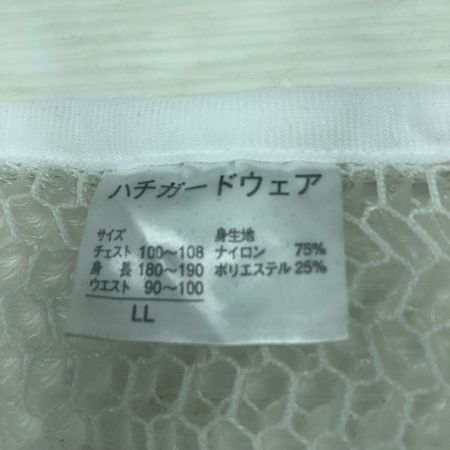 ハチガードウェア
サイズ 身生地
チェスト 100〜108 ナイロン 75%
身長 180〜190 ポリエステル 25%
ウエスト 90〜100
LL